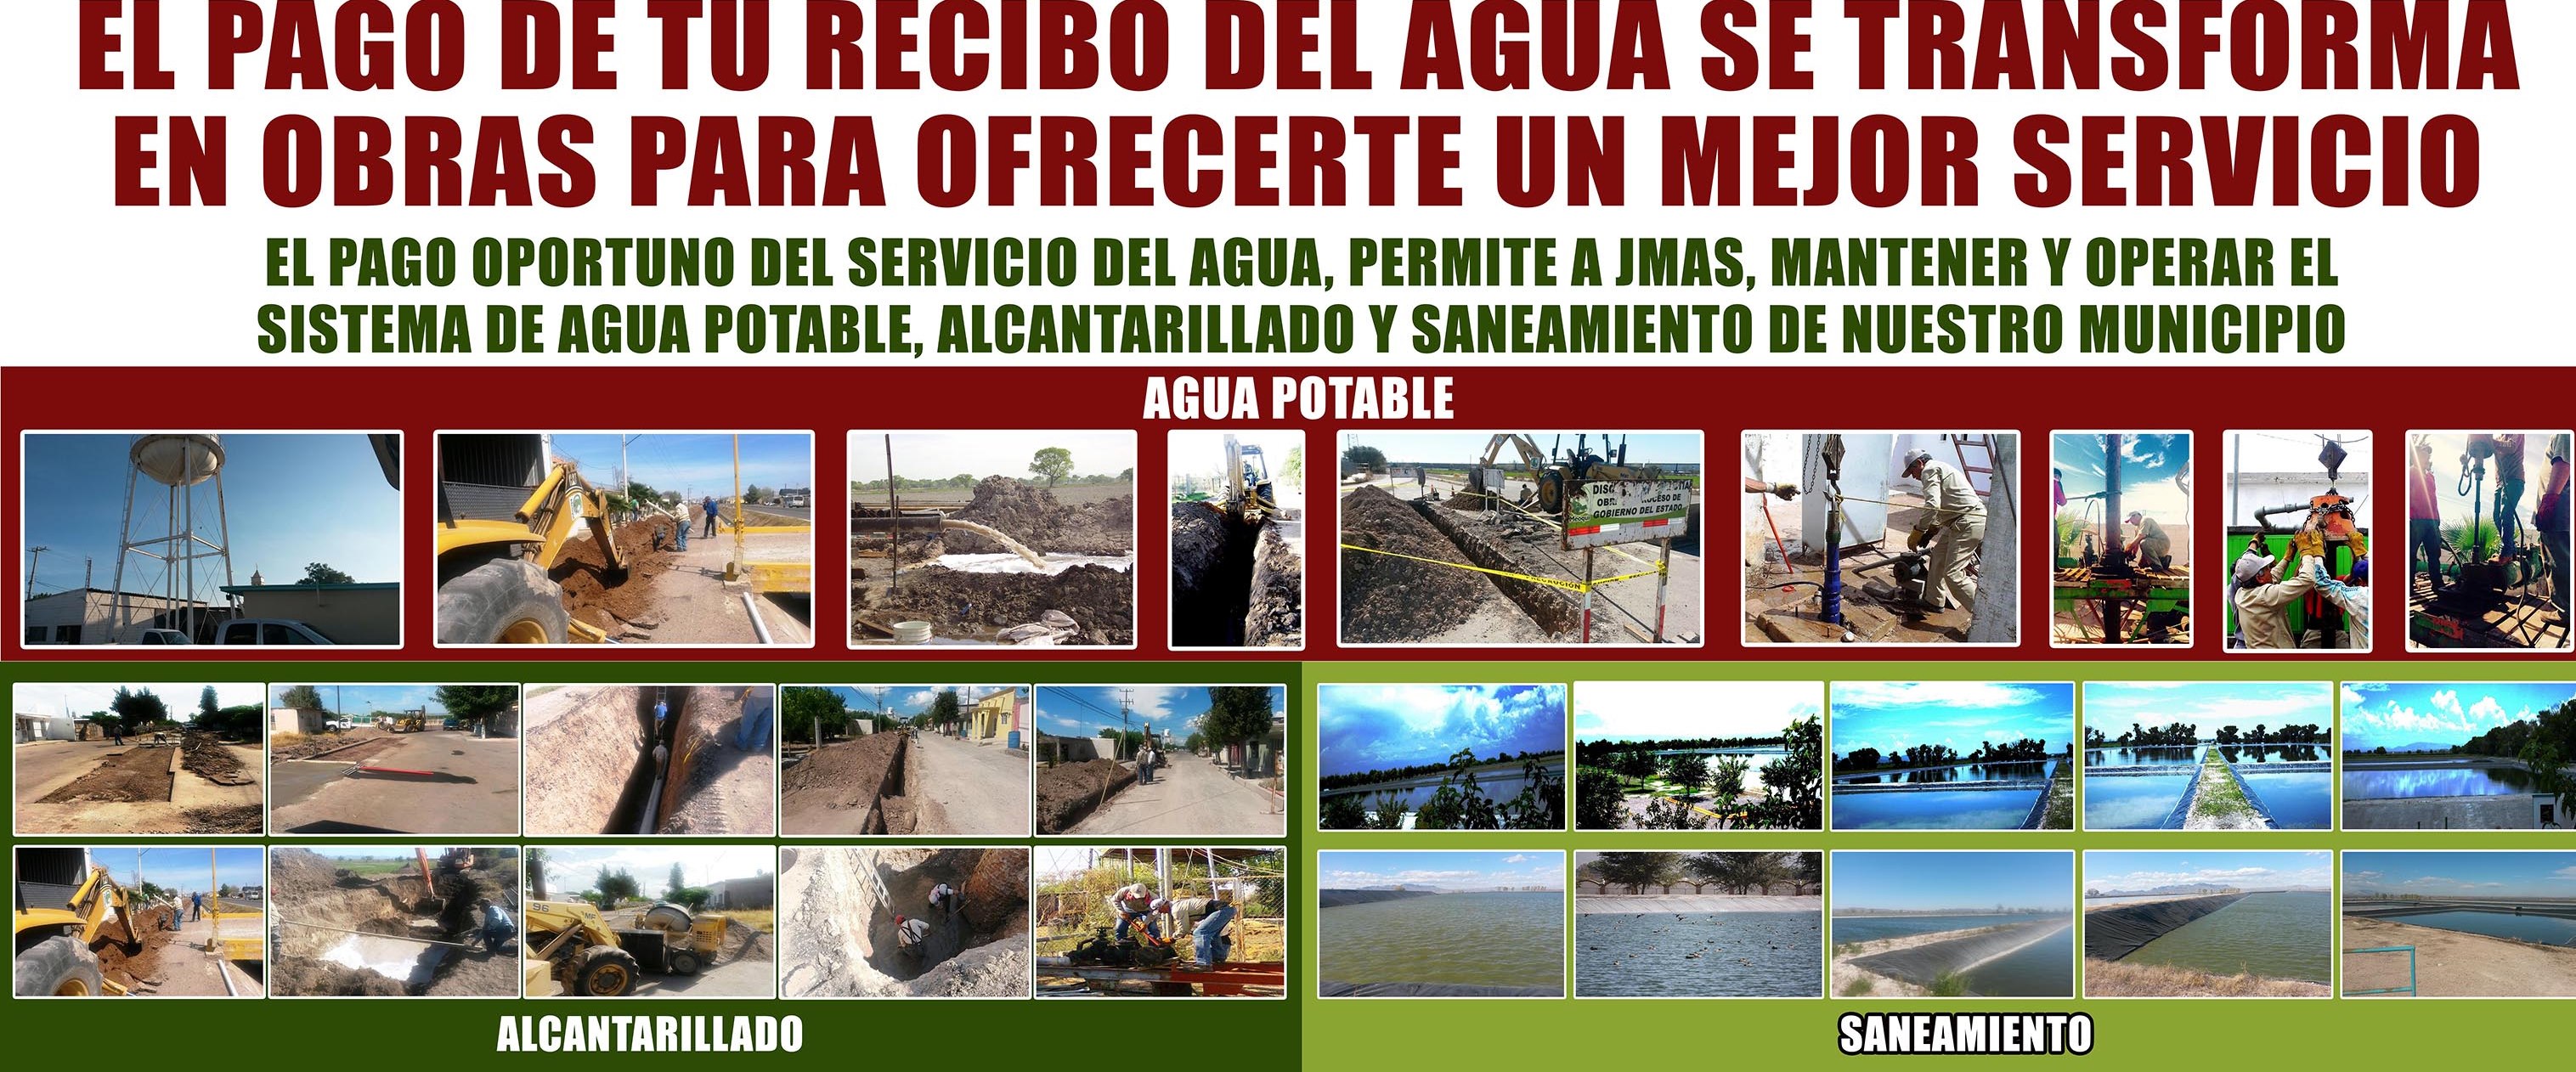 EL PAGO DE TU RECIBO DEL AGUA SE TRANSFORMA
EN OBRAS PARA OFRECERTE UN MEJOR SERVICIO
EL PAGO OPORTUNO DEL SERVICIO DEL AGUA, PERMITE A JMAS, MANTENER Y OPERAR EL
SISTEMA DE AGUA POTABLE, ALCANTARILLADO Y SANEAMIENTO DE NUESTRO MUNICIPIO
AGUA POTABLE
GOBIERNO DEL ESTADO
96
MF
ALCANTARILLADO
SANEAMIENTO